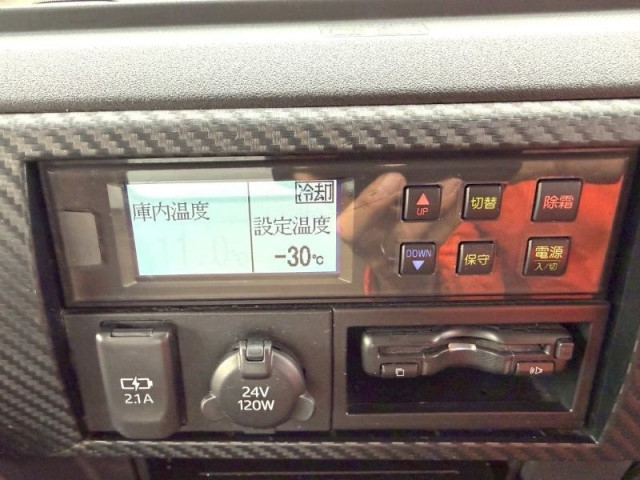 冷却
庫内温度
設定温度
-30℃
UP
切替
除霜
DOWN
保守
電源
入/切
2.1A
24V
120W